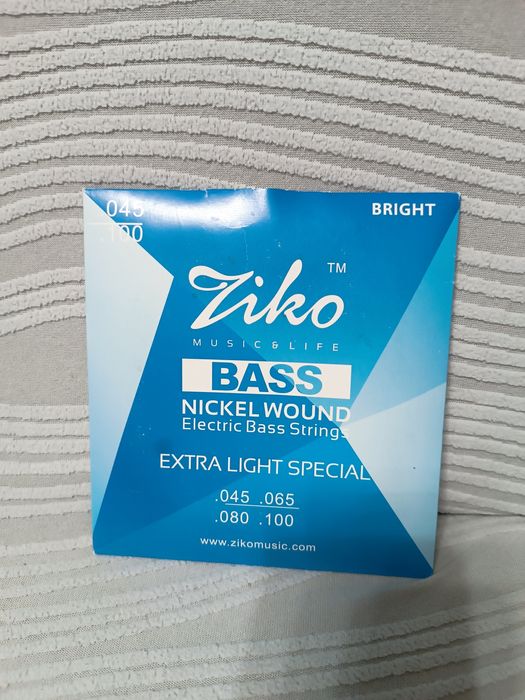 .045
.100
BRIGHT
Ziko TM
MUSIC & LIFE
BASS
NICKEL WOUND
Electric Bass Strings
EXTRA LIGHT SPECIAL
.045 .065
.080 .100
www.zikomusic.com